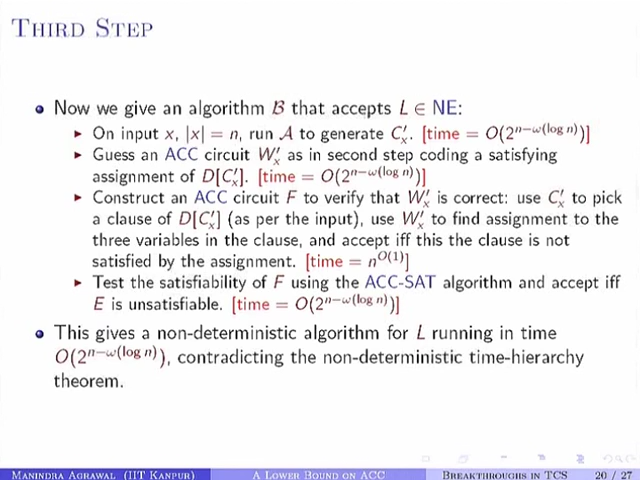 Third Step
• Now we give an algorithm 𝓑 that accepts L ∈ NE:
▸ On input x, |x| = n, run 𝒜 to generate C′ₓ. [time = O(2^{n−ω(log n)})]
▸ Guess an ACC circuit W′ₓ as in second step coding a satisfying
assignment of D[C′ₓ]. [time = O(2^{n−ω(log n)})]
▸ Construct an ACC circuit F to verify that W′ₓ is correct: use C′ₓ to pick
a clause of D[C′ₓ] (as per the input), use W′ₓ to find assignment to the
three variables in the clause, and accept iff this the clause is not
satisfied by the assignment. [time = n^{O(1)}]
▸ Test the satisfiability of F using the ACC-SAT algorithm and accept iff
E is unsatisfiable. [time = O(2^{n−ω(log n)})]
• This gives a non-deterministic algorithm for L running in time
O(2^{n−ω(log n)}), contradicting the non-deterministic time-hierarchy
theorem.
Manindra Agrawal (IIT Kanpur) A Lower Bound on ACC Breakthroughs in TCS 20 / 27